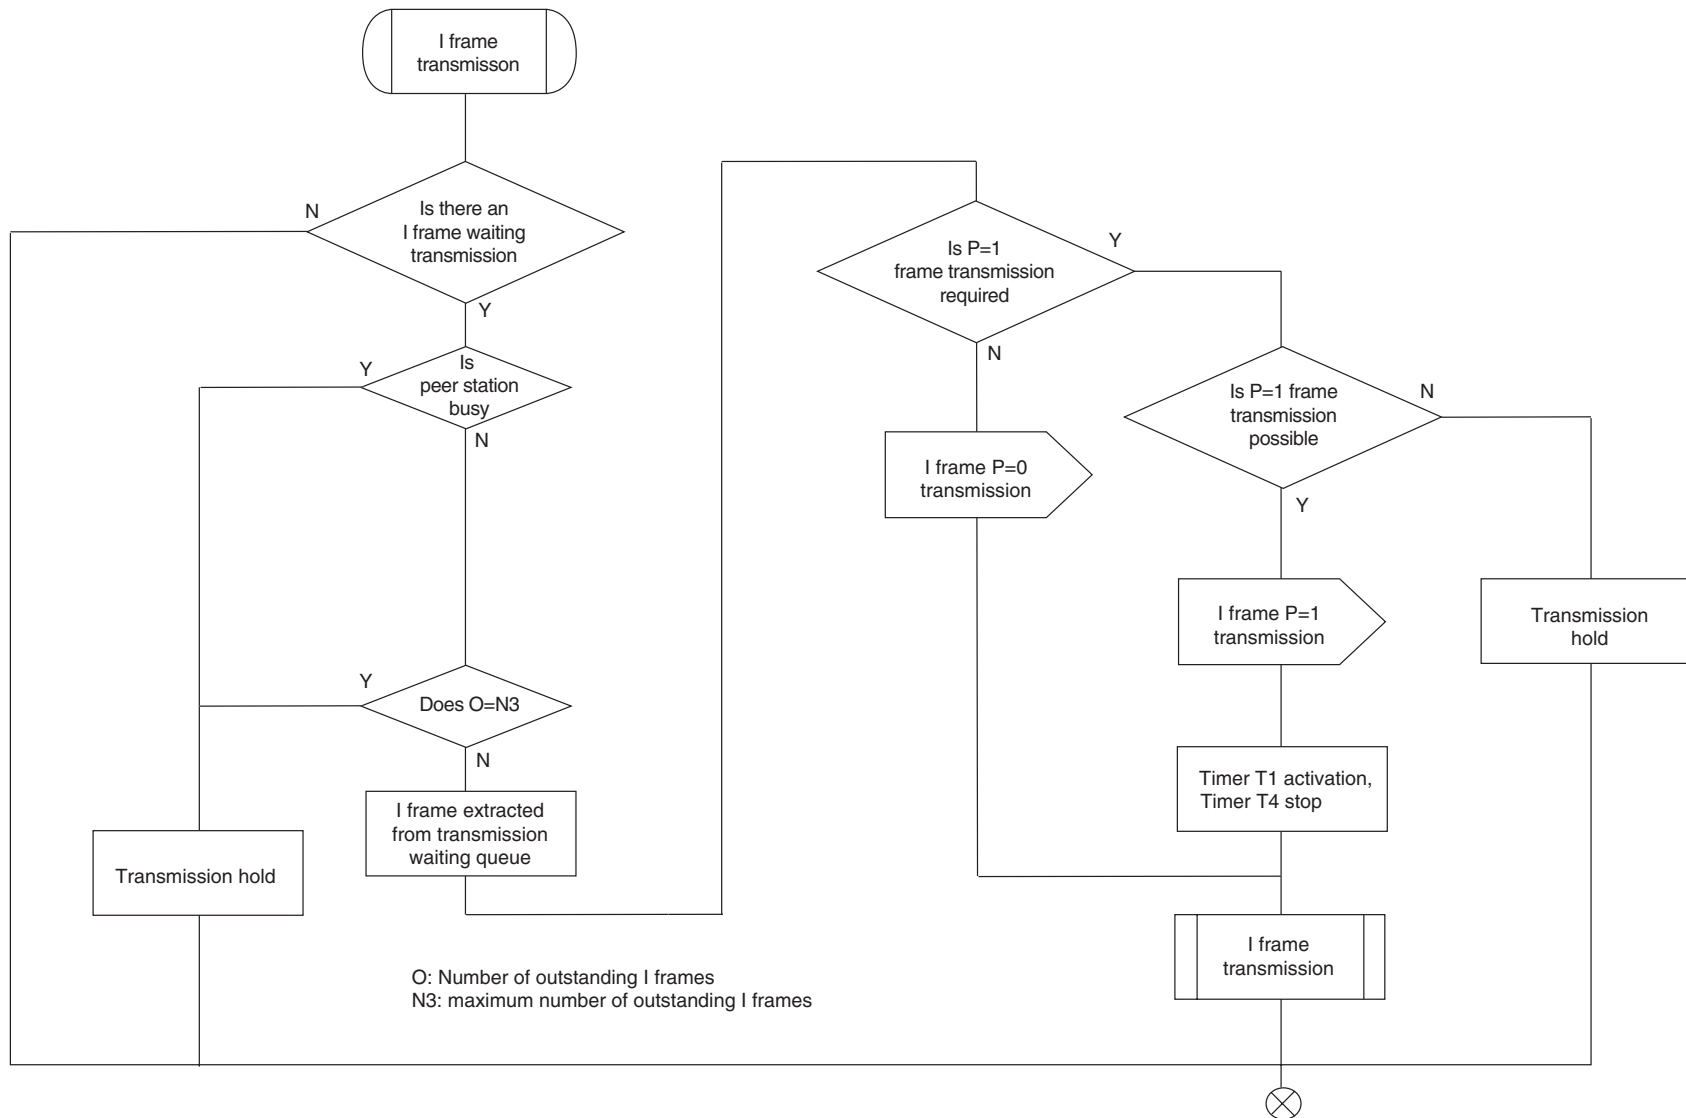 I frame
transmisson
N
Is there an
I frame waiting
transmission
Y
Y
Is
peer station
busy
N
Y
Does O=N3
N
I frame extracted
from transmission
waiting queue
Transmission hold
Is P=1
frame transmission
required
Y
N
I frame P=0
transmission
Is P=1 frame
transmission
possible
N
Y
I frame P=1
transmission
Transmission
hold
Timer T1 activation,
Timer T4 stop
I frame
transmission
O: Number of outstanding I frames
N3: maximum number of outstanding I frames